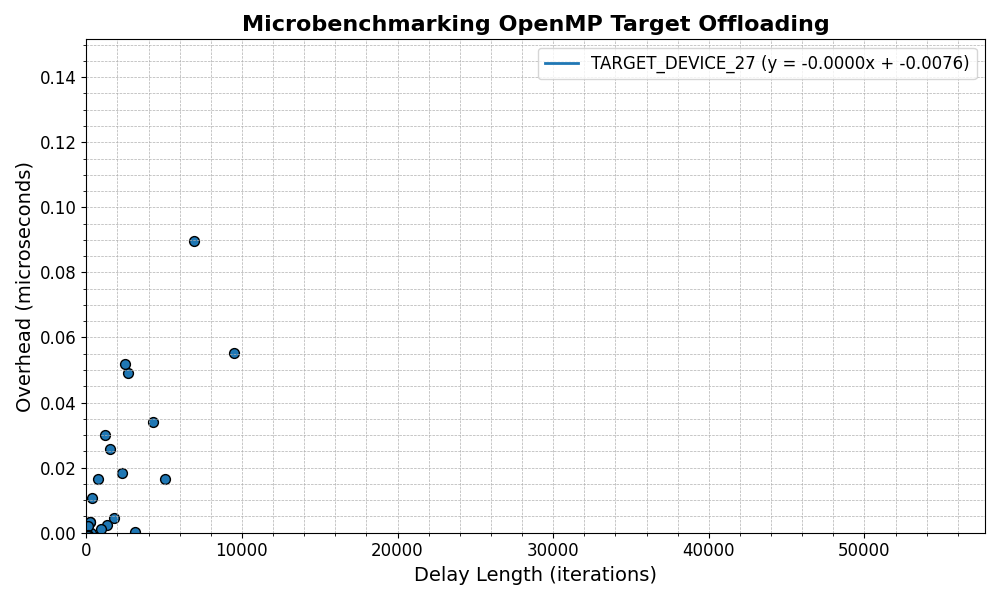 Microbenchmarking OpenMP Target Offloading
TARGET_DEVICE_27 (y = -0.0000x + -0.0076)
Overhead (microseconds)
0.14
0.12
0.10
0.08
0.06
0.04
0.02
0.00
0 10000 20000 30000 40000 50000
Delay Length (iterations)